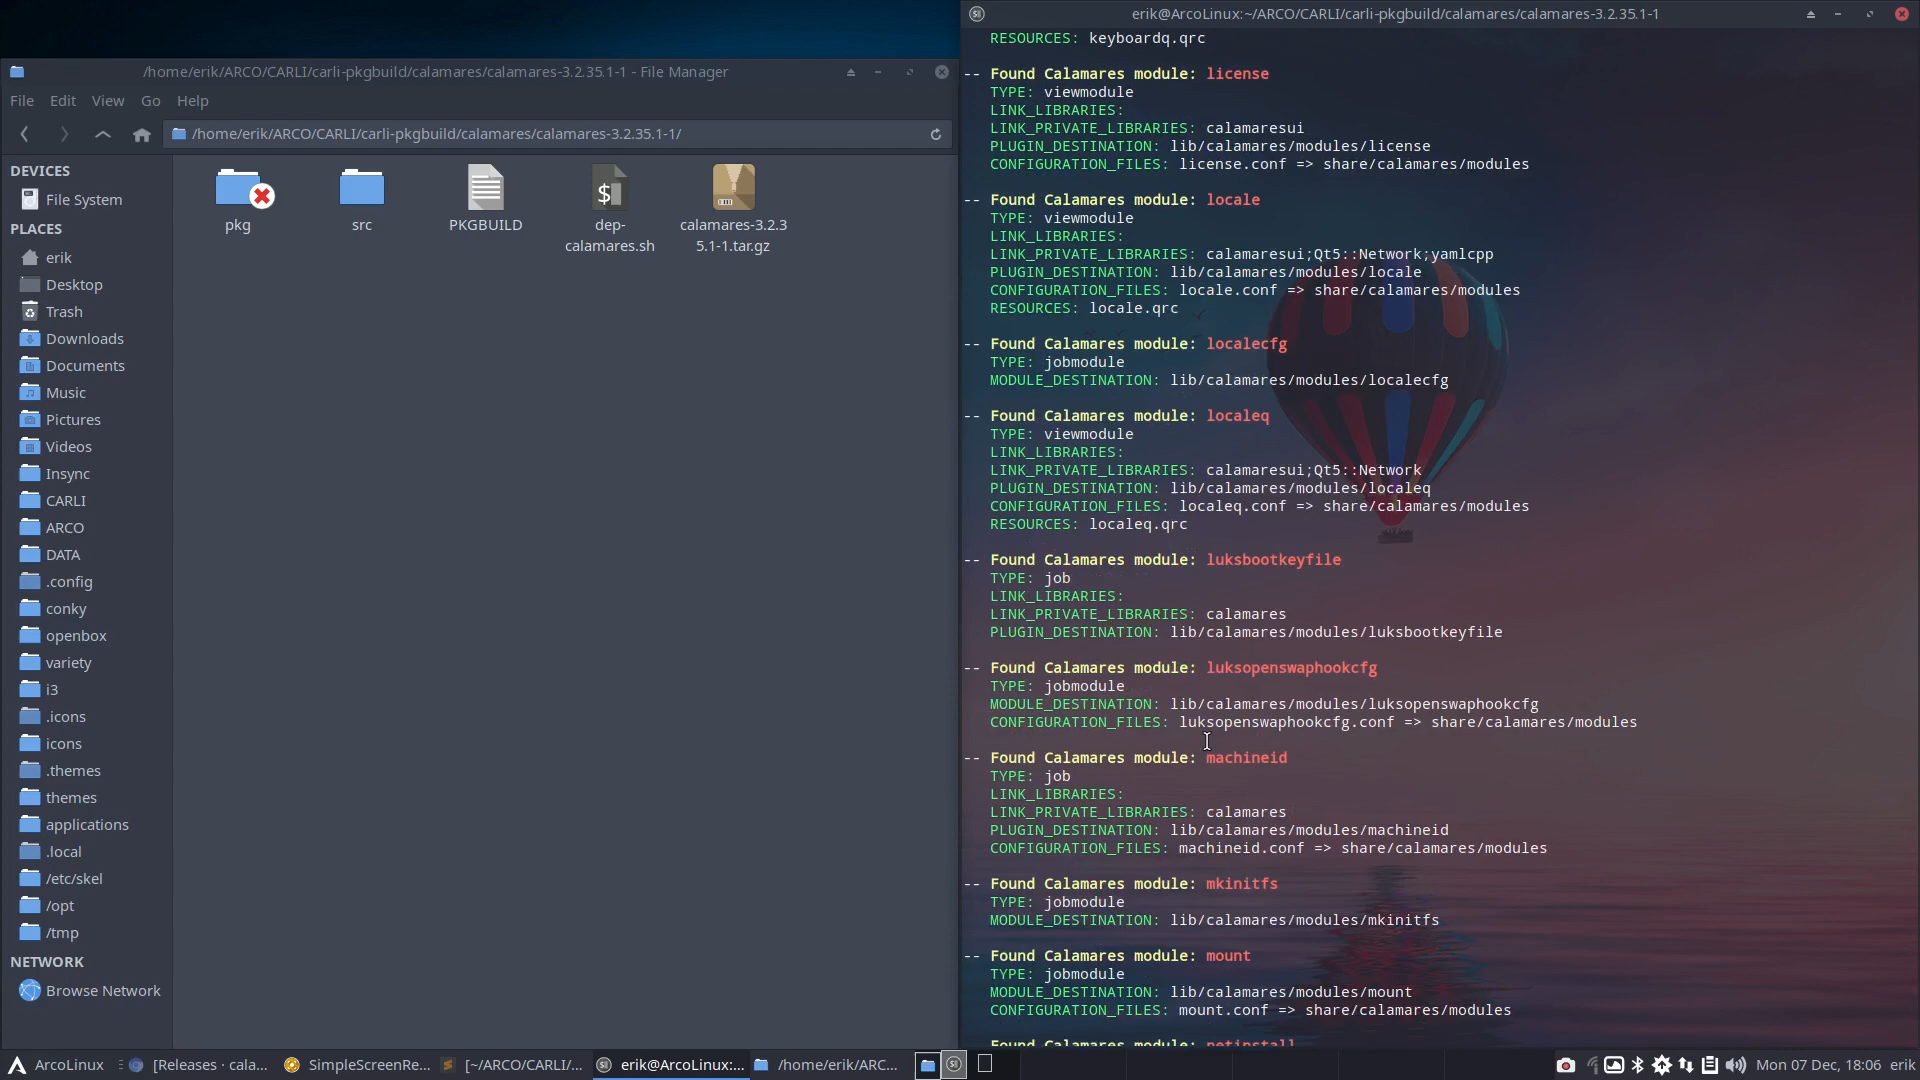 /home/erik/ARCO/CARLI/carli-pkgbuild/calamares/calamares-3.2.35.1-1 - File Manager
File Edit View Go Help
/home/erik/ARCO/CARLI/carli-pkgbuild/calamares/calamares-3.2.35.1-1/
DEVICES
File System
PLACES
erik
Desktop
Trash
Downloads
Documents
Music
Pictures
Videos
Insync
CARLI
ARCO
DATA
.config
conky
openbox
variety
i3
.icons
icons
.themes
themes
applications
.local
/etc/skel
/opt
/tmp
NETWORK
Browse Network
pkg
src
PKGBUILD
dep-
calamares.sh
calamares-3.2.3
5.1-1.tar.gz
erik@ArcoLinux:~/ARCO/CARLI/carli-pkgbuild/calamares/calamares-3.2.35.1-1
RESOURCES: keyboardq.qrc
-- Found Calamares module: license
TYPE: viewmodule
LINK_LIBRARIES:
LINK_PRIVATE_LIBRARIES: calamaresui
PLUGIN_DESTINATION: lib/calamares/modules/license
CONFIGURATION_FILES: license.conf => share/calamares/modules
-- Found Calamares module: locale
TYPE: viewmodule
LINK_LIBRARIES:
LINK_PRIVATE_LIBRARIES: calamaresui;Qt5::Network;yamlcpp
PLUGIN_DESTINATION: lib/calamares/modules/locale
CONFIGURATION_FILES: locale.conf => share/calamares/modules
RESOURCES: locale.qrc
-- Found Calamares module: localecfg
TYPE: jobmodule
MODULE_DESTINATION: lib/calamares/modules/localecfg
-- Found Calamares module: localeq
TYPE: viewmodule
LINK_LIBRARIES:
LINK_PRIVATE_LIBRARIES: calamaresui;Qt5::Network
PLUGIN_DESTINATION: lib/calamares/modules/localeq
CONFIGURATION_FILES: localeq.conf => share/calamares/modules
RESOURCES: localeq.qrc
-- Found Calamares module: luksbootkeyfile
TYPE: job
LINK_LIBRARIES:
LINK_PRIVATE_LIBRARIES: calamares
PLUGIN_DESTINATION: lib/calamares/modules/luksbootkeyfile
-- Found Calamares module: luksopenswaphookcfg
TYPE: jobmodule
MODULE_DESTINATION: lib/calamares/modules/luksopenswaphookcfg
CONFIGURATION_FILES: luksopenswaphookcfg.conf => share/calamares/modules
-- Found Calamares module: machineid
TYPE: job
LINK_LIBRARIES:
LINK_PRIVATE_LIBRARIES: calamares
PLUGIN_DESTINATION: lib/calamares/modules/machineid
CONFIGURATION_FILES: machineid.conf => share/calamares/modules
-- Found Calamares module: mkinitfs
TYPE: jobmodule
MODULE_DESTINATION: lib/calamares/modules/mkinitfs
-- Found Calamares module: mount
TYPE: jobmodule
MODULE_DESTINATION: lib/calamares/modules/mount
CONFIGURATION_FILES: mount.conf => share/calamares/modules
-- Found Calamares module: netinstall
ArcoLinux [Releases - cala... SimpleScreenRe... [~/ARCO/CARLI/... erik@ArcoLinux:... /home/erik/ARC... Mon 07 Dec, 18:06 erik